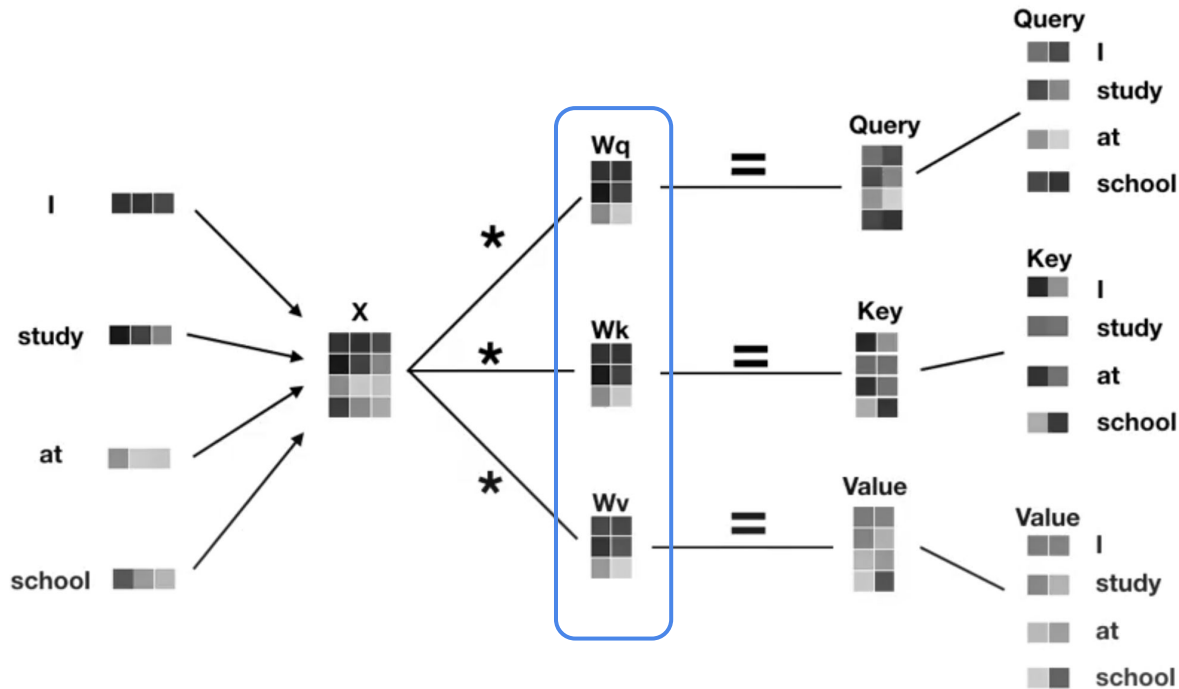 I
study
at
school
X
*
*
*
Wq
Wk
Wv
=
=
=
Query
Key
Value
Query
I
study
at
school
Key
I
study
at
school
Value
I
study
at
school